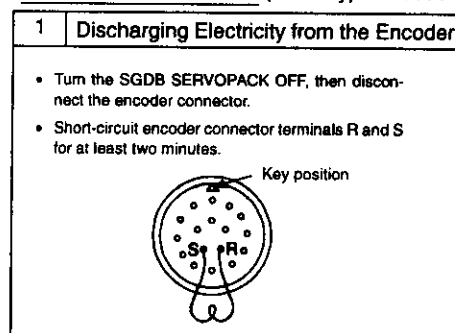 1 Discharging Electricity from the Encoder
• Turn the SGDB SERVOPACK OFF, then discon-
nect the encoder connector.
• Short-circuit encoder connector terminals R and S
for at least two minutes.
Key position
S R